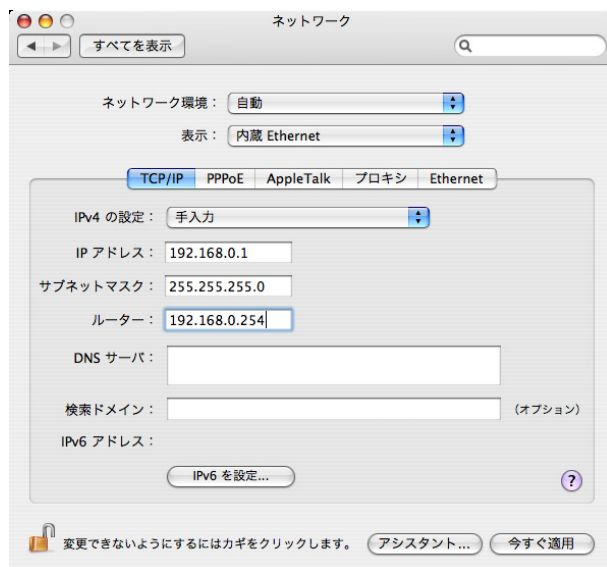 ネットワーク
すべてを表示
ネットワーク環境： 自動
表示： 内蔵 Ethernet
TCP/IP PPPoE AppleTalk プロキシ Ethernet
IPv4 の設定： 手入力
IP アドレス： 192.168.0.1
サブネットマスク： 255.255.255.0
ルーター： 192.168.0.254
DNS サーバ：
検索ドメイン： (オプション)
IPv6 アドレス：
IPv6 を設定...
?
変更できないようにするにはカギをクリックします。 アシスタント... 今すぐ適用